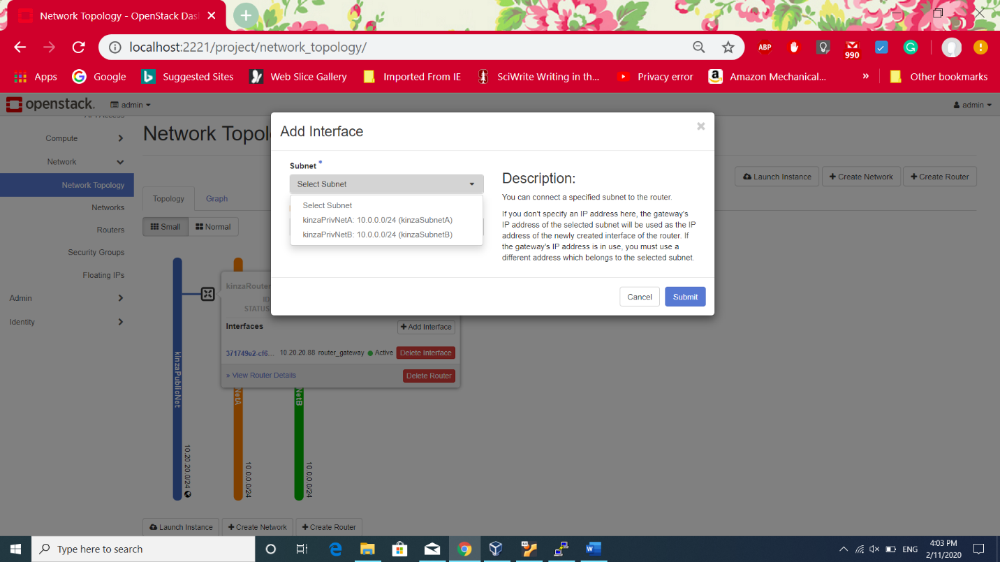 Network Topology - OpenStack Das
localhost:2221/project/network_topology/
ABP
990
Apps
Google
Suggested Sites
Web Slice Gallery
Imported From IE
SciWrite Writing in th...
Privacy error
Amazon Mechanical...
»
Other bookmarks
openstack.
admin
admin
Compute
Network
Network Topology
Networks
Routers
Security Groups
Floating IPs
Admin
Identity
Network Topol
Launch Instance
+ Create Network
+ Create Router
Topology
Graph
Small
Normal
Add Interface
×
Subnet *
Select Subnet
Select Subnet
kinzaPrivNetA: 10.0.0.0/24 (kinzaSubnetA)
kinzaPrivNetB: 10.0.0.0/24 (kinzaSubnetB)
Description:
You can connect a specified subnet to the router.
If you don't specify an IP address here, the gateway's
IP address of the selected subnet will be used as the IP
address of the newly created interface of the router. If
the gateway's IP address is in use, you must use a
different address which belongs to the selected subnet.
Cancel
Submit
kinzaRouter
ID
STATUS
Interfaces
+ Add Interface
371749e2-cf6...
10.20.20.88 router_gateway
Active
Delete Interface
» View Router Details
Delete Router
kinzaPublicNet
10.20.20.0/24
NetA
10.0.0.0/24
NetB
10.0.0.0/24
Launch Instance
+ Create Network
+ Create Router
Type here to search
ENG
4:03 PM
2/11/2020